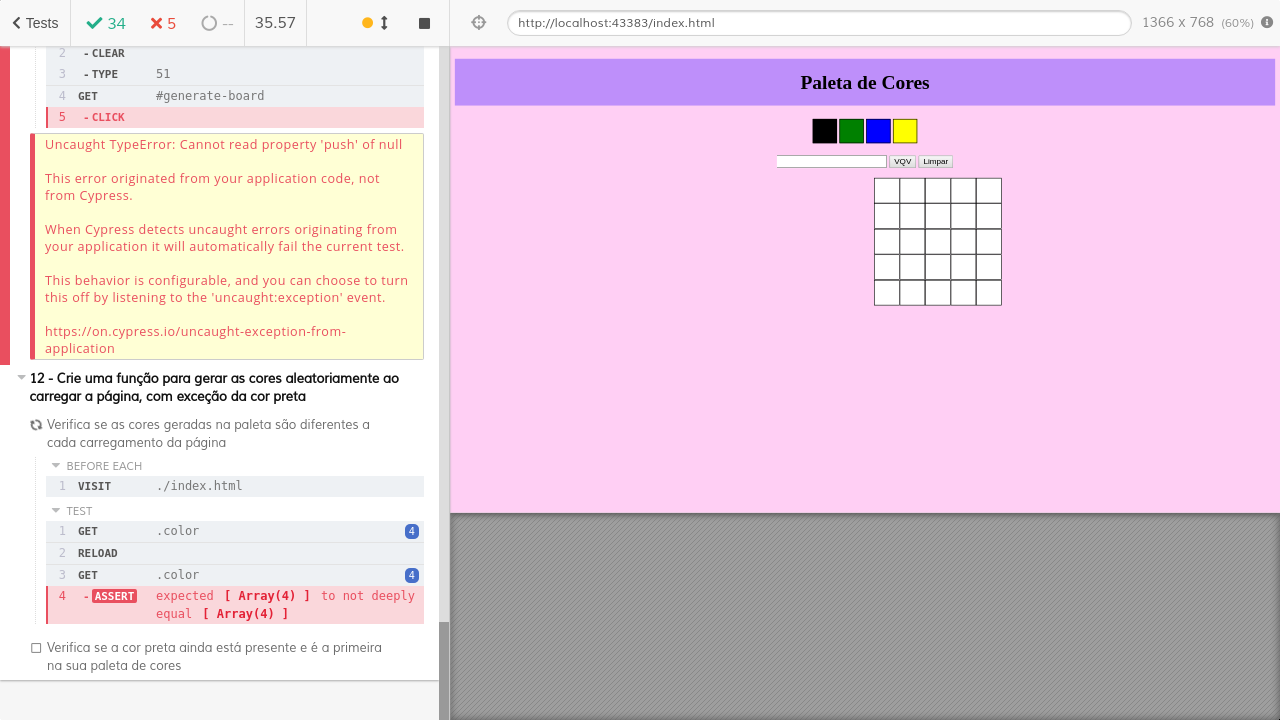 Tests 34 5 -- 35.57 http://localhost:43383/index.html 1366 x 768 (60%)
2 - CLEAR
3 - TYPE 51
4 GET #generate-board
5 - CLICK
Uncaught TypeError: Cannot read property 'push' of null
This error originated from your application code, not
from Cypress.
When Cypress detects uncaught errors originating from
your application it will automatically fail the current test.
This behavior is configurable, and you can choose to turn
this off by listening to the 'uncaught:exception' event.
https://on.cypress.io/uncaught-exception-from-
application
12 - Crie uma função para gerar as cores aleatoriamente ao
carregar a página, com exceção da cor preta
Verifica se as cores geradas na paleta são diferentes a
cada carregamento da página
BEFORE EACH
1 VISIT ./index.html
TEST
1 GET .color 4
2 RELOAD
3 GET .color 4
4 - ASSERT expected [ Array(4) ] to not deeply
equal [ Array(4) ]
Verifica se a cor preta ainda está presente e é a primeira
na sua paleta de cores
Paleta de Cores
VQV Limpar